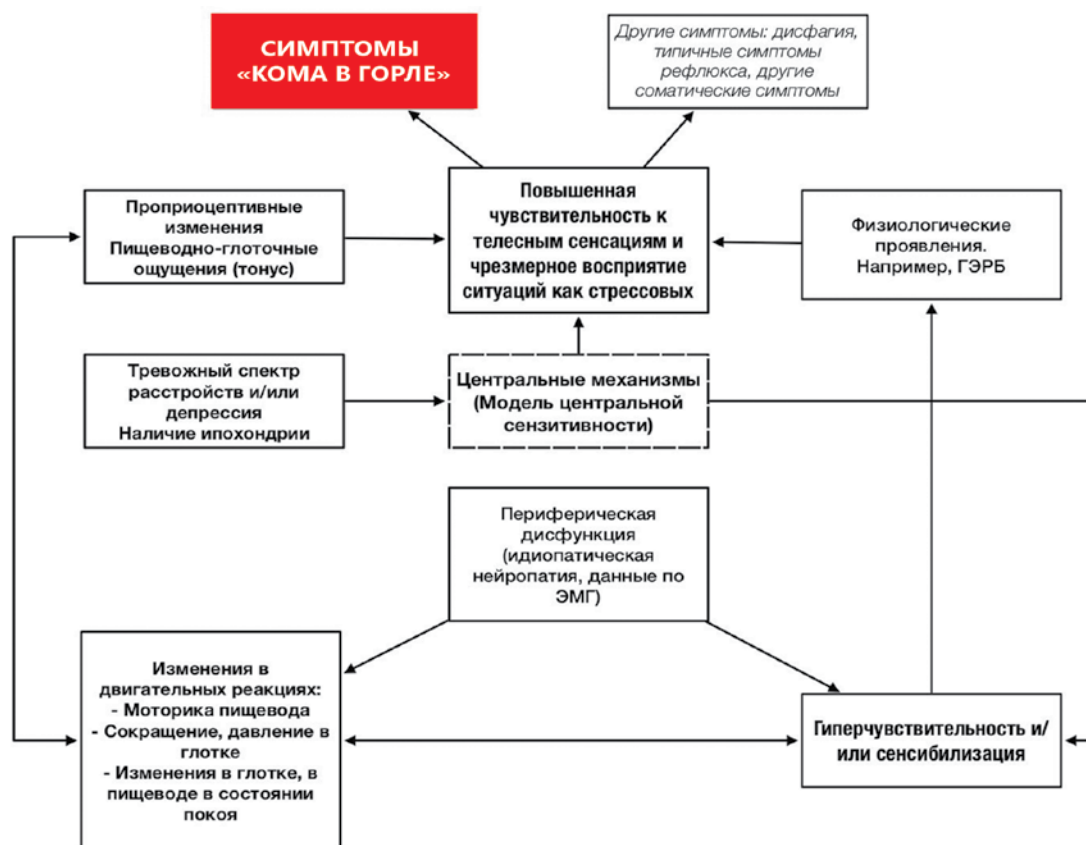 СИМПТОМЫ
«КОМА В ГОРЛЕ»
Другие симптомы: дисфагия,
типичные симптомы
рефлюкса, другие
соматические симптомы
Проприоцептивные
изменения
Пищеводно-глоточные
ощущения (тонус)
Повышенная
чувствительность к
телесным сенсациям и
чрезмерное восприятие
ситуаций как стрессовых
Физиологические
проявления.
Например, ГЭРБ
Тревожный спектр
расстройств и/или
депрессия
Наличие ипохондрии
Центральные механизмы
(Модель центральной
сензитивности)
Периферическая
дисфункция
(идиопатическая
нейропатия, данные по
ЭМГ)
Изменения в
двигательных реакциях:
- Моторика пищевода
- Сокращение, давление в
глотке
- Изменения в глотке, в
пищеводе в состоянии
покоя
Гиперчувствительность и/
или сенсибилизация